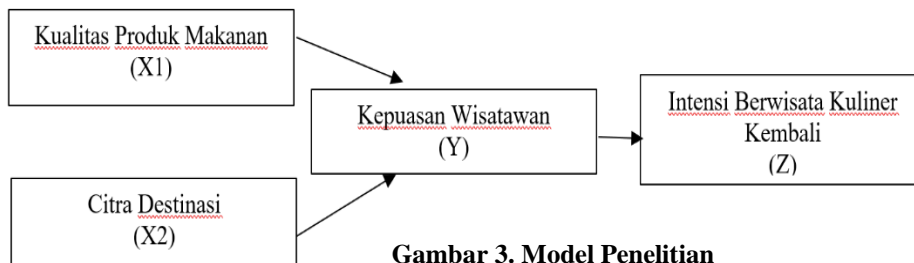 Kualitas Produk Makanan
(X1)
Kepuasan Wisatawan
(Y)
Intensi Berwisata Kuliner
Kembali
(Z)
Citra Destinasi
(X2)
Gambar 3. Model Penelitian